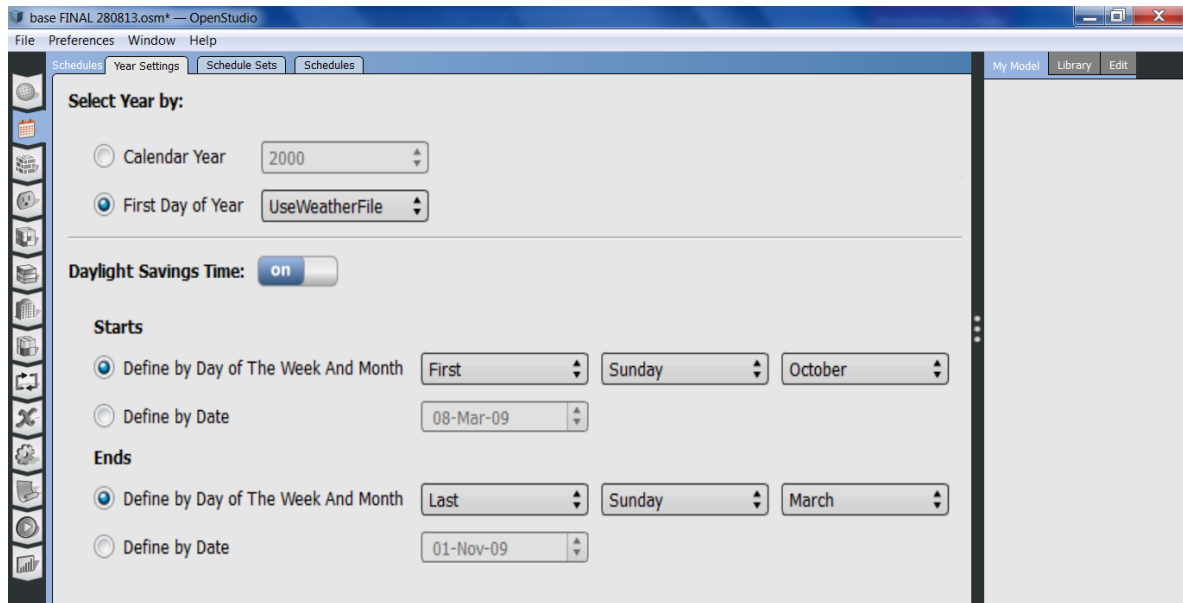 base FINAL 280813.osm* — OpenStudio
File Preferences Window Help
Schedules Year Settings Schedule Sets Schedules My Model Library Edit
Select Year by:
Calendar Year 2000
First Day of Year UseWeatherFile
Daylight Savings Time: on
Starts
Define by Day of The Week And Month First Sunday October
Define by Date 08-Mar-09
Ends
Define by Day of The Week And Month Last Sunday March
Define by Date 01-Nov-09